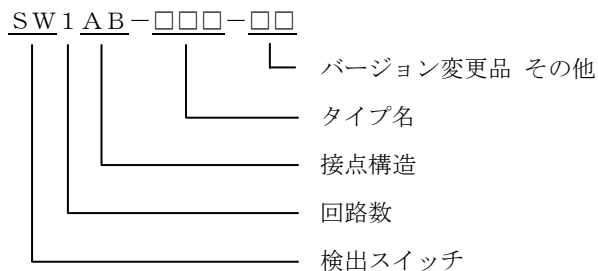 ＳＷ１ＡＢ－□□□－□□
バージョン変更品 その他
タイプ名
接点構造
回路数
検出スイッチ